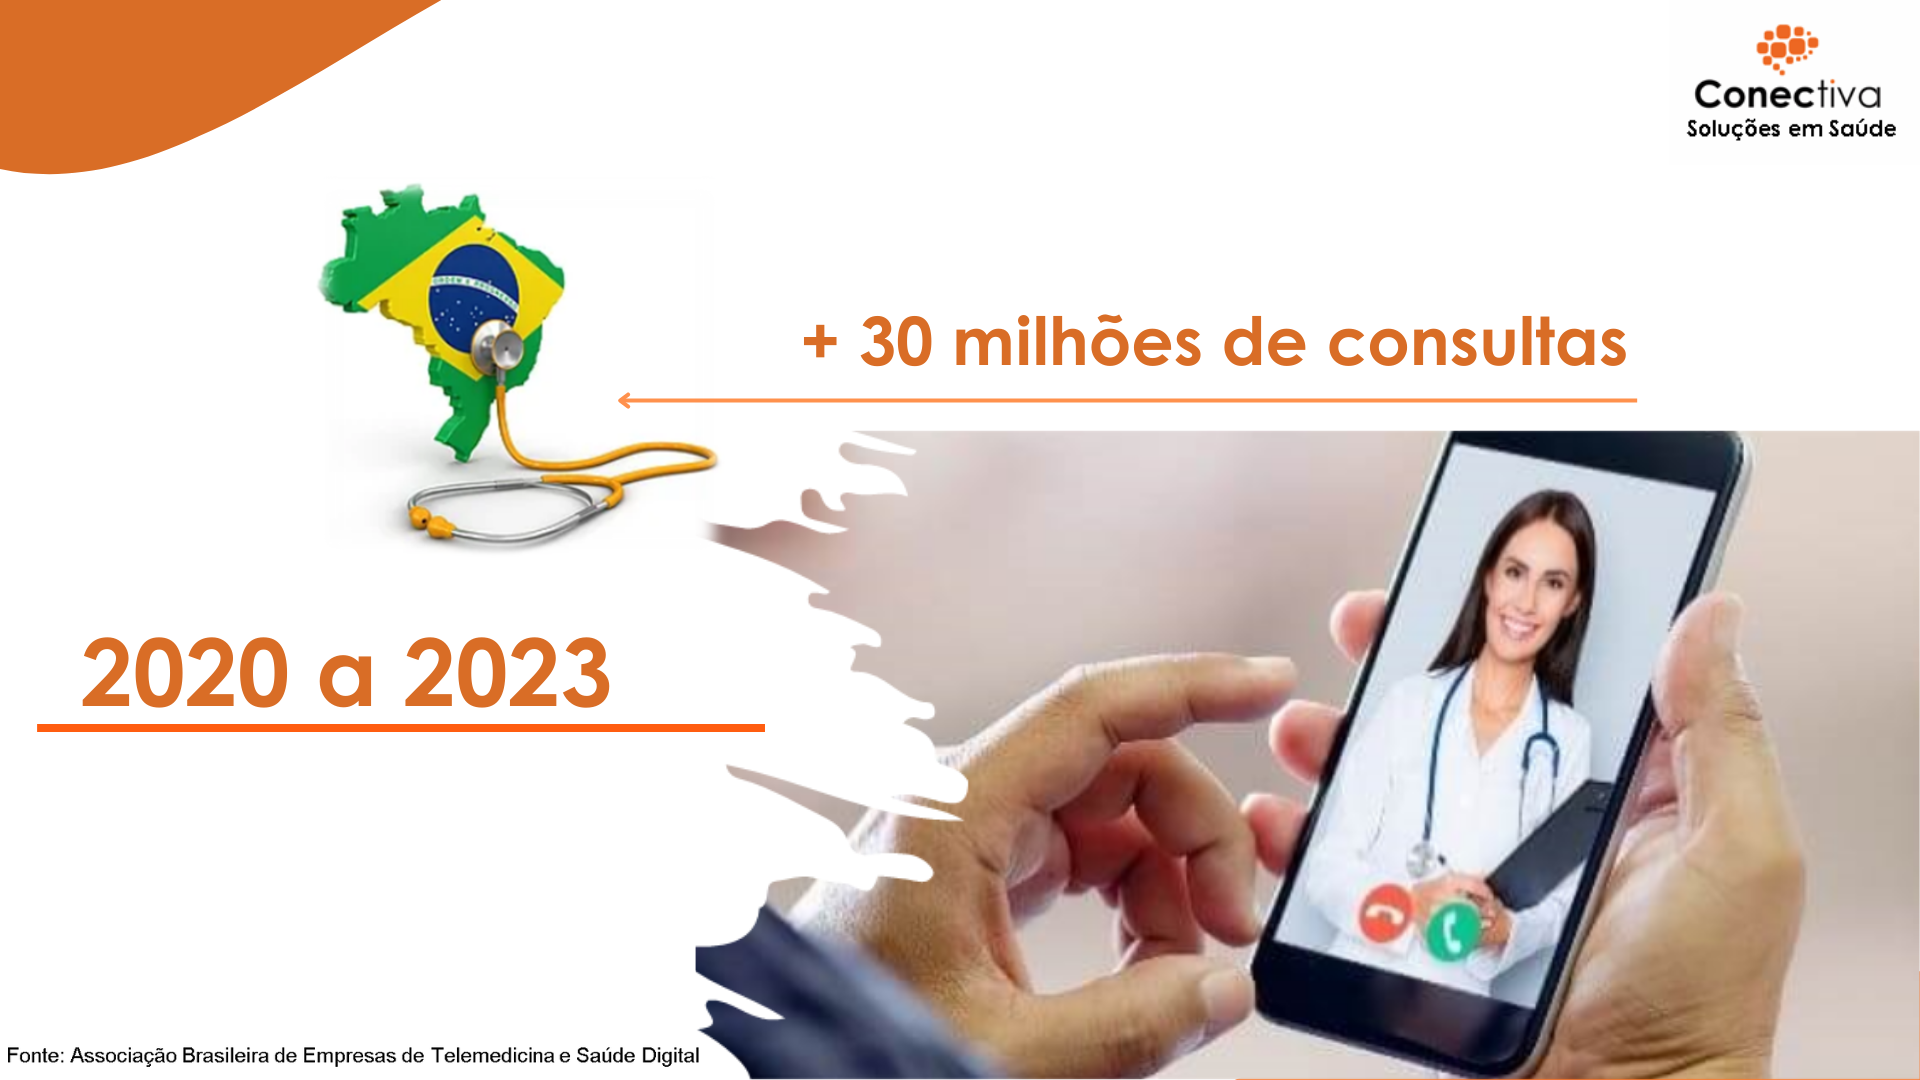 Conectiva
Soluções em Saúde
+ 30 milhões de consultas
2020 a 2023
Fonte: Associação Brasileira de Empresas de Telemedicina e Saúde Digital